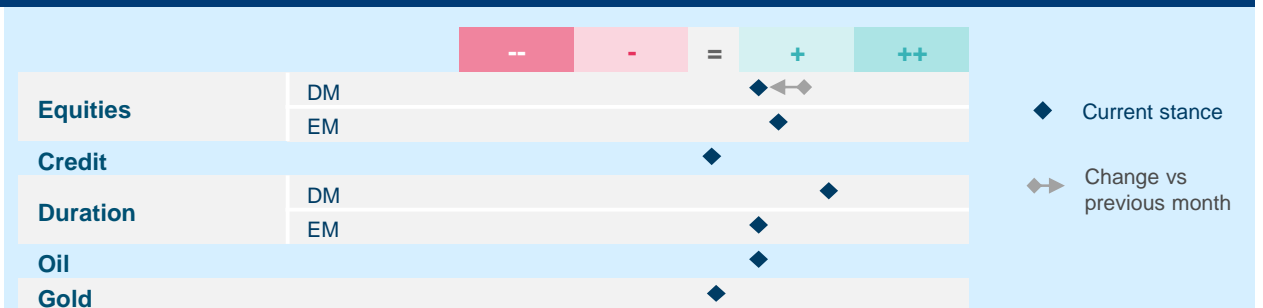 -- - = + ++
Equities
DM
EM
Credit
Duration
DM
EM
Oil
Gold
Current stance
Change vs
previous month